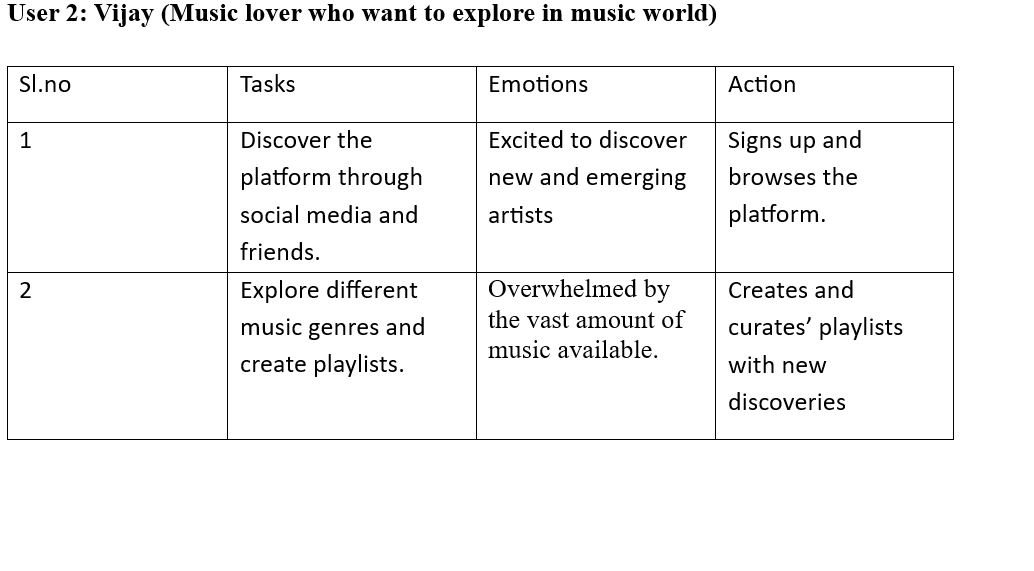 User 2: Vijay (Music lover who want to explore in music world)
Sl.no
Tasks
Emotions
Action
1
Discover the
platform through
social media and
friends.
Excited to discover
new and emerging
artists
Signs up and
browses the
platform.
2
Explore different
music genres and
create playlists.
Overwhelmed by
the vast amount of
music available.
Creates and
curates’ playlists
with new
discoveries